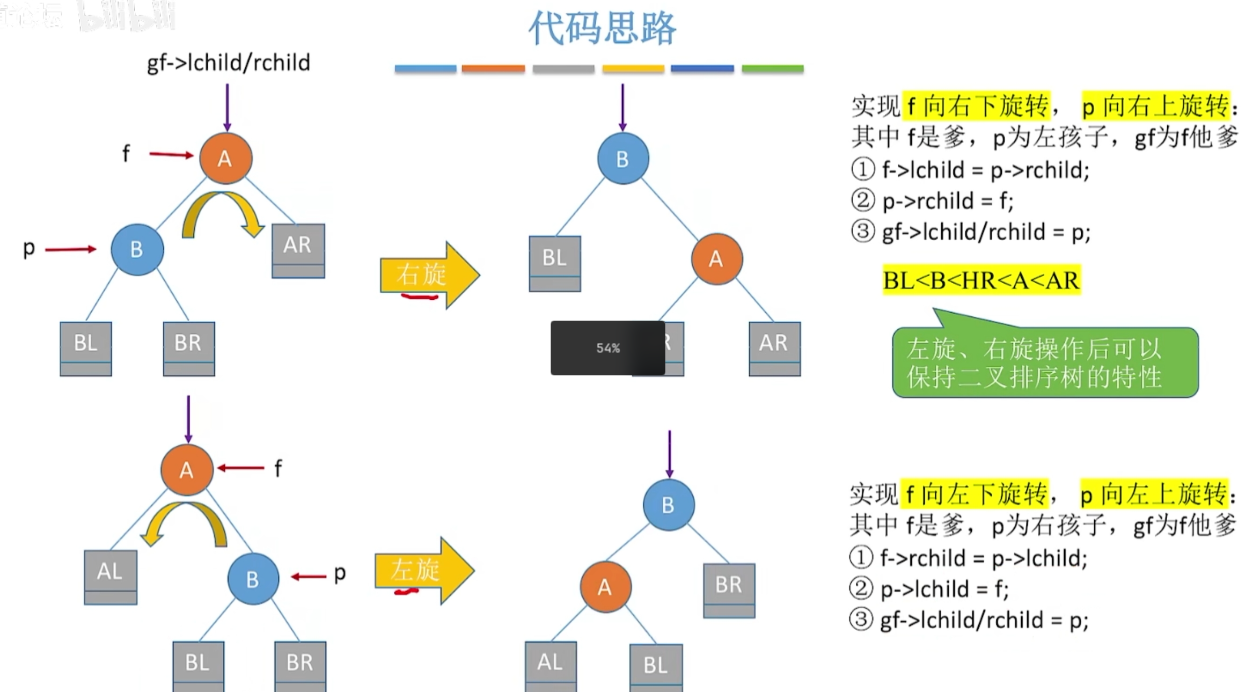 bilibili
代码思路
gf->lchild/rchild
f
A
p
B
AR
BL
BR
右旋
B
BL
A
54%
R
AR
实现 f 向右下旋转， p 向右上旋转：
其中 f是爹，p为左孩子，gf为f他爹
① f->lchild = p->rchild;
② p->rchild = f;
③ gf->lchild/rchild = p;
BL<B<HR<A<AR
左旋、右旋操作后可以
保持二叉排序树的特性
A
f
AL
B
p
BL
BR
左旋
B
A
BR
AL
BL
实现 f 向左下旋转， p 向左上旋转：
其中 f是爹，p为右孩子，gf为f他爹
① f->rchild = p->lchild;
② p->lchild = f;
③ gf->lchild/rchild = p;